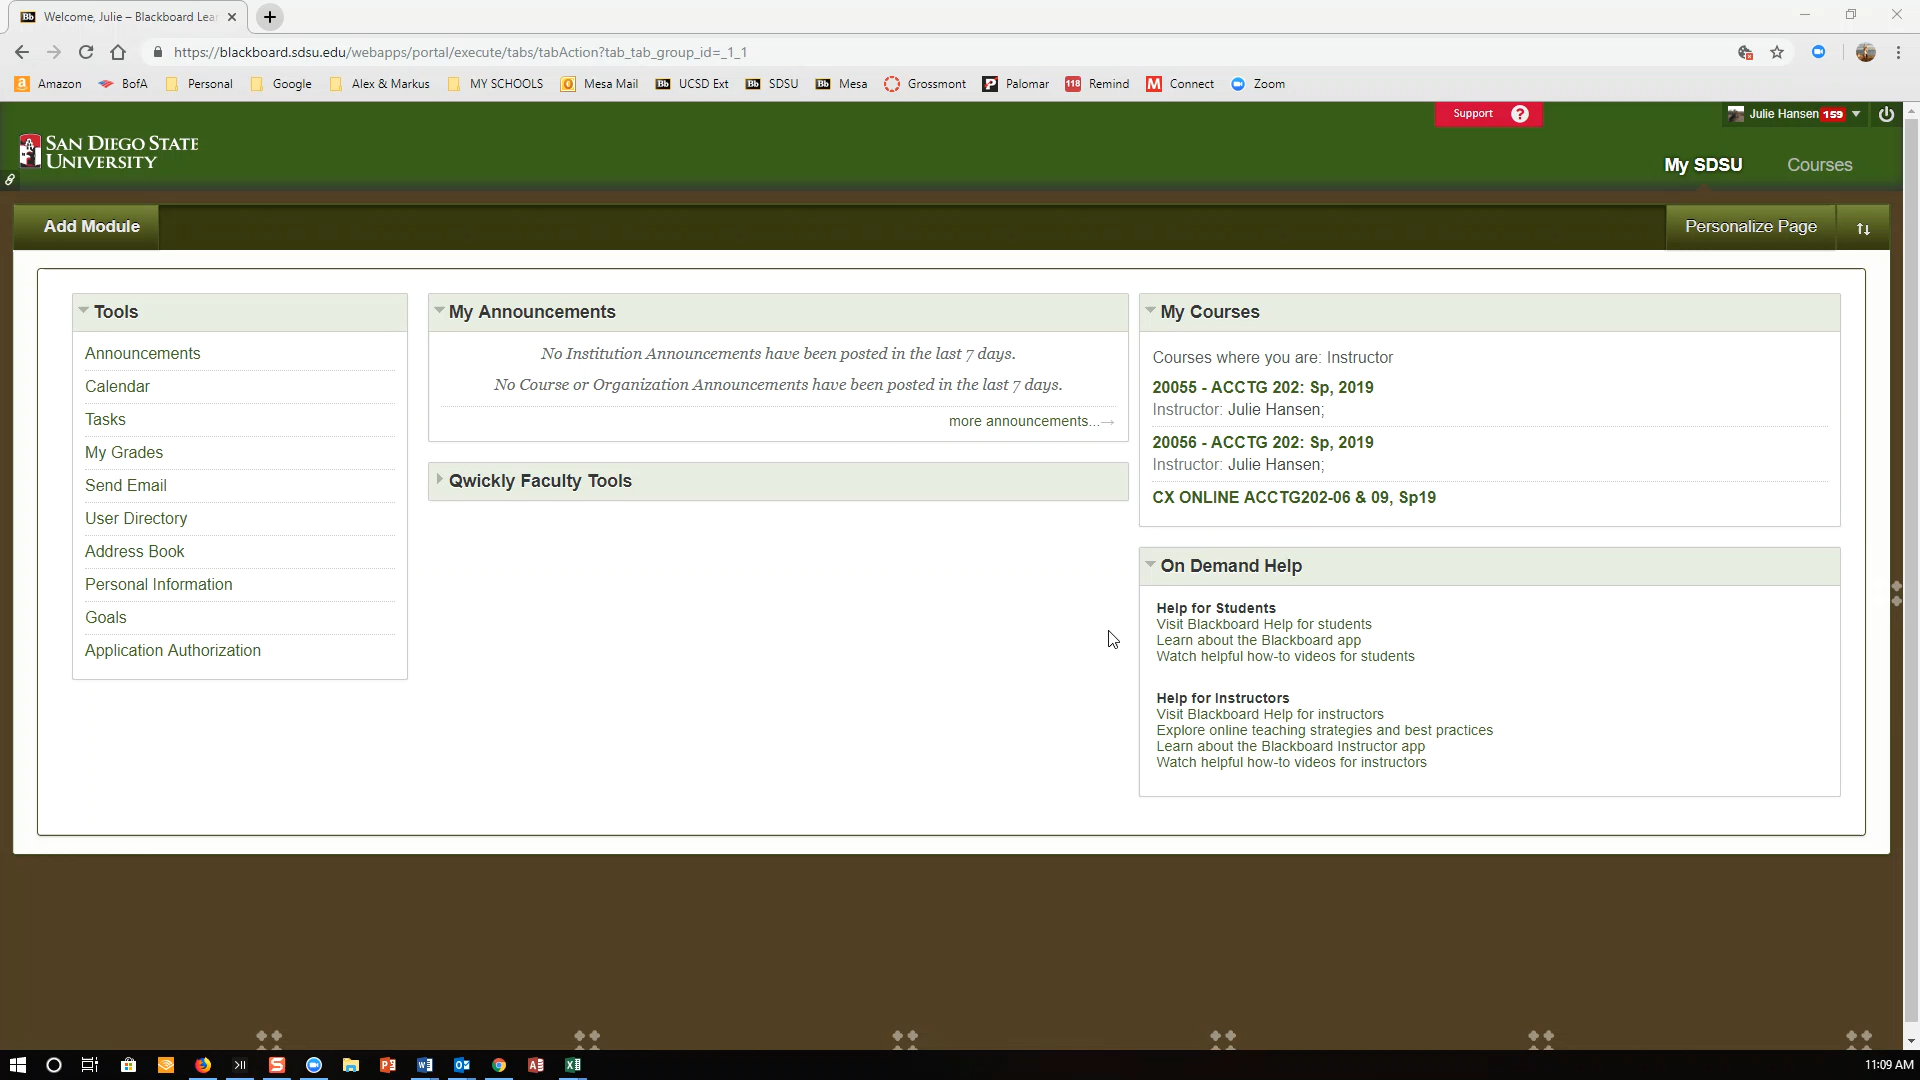 Welcome, Julie – Blackboard Lea
https://blackboard.sdsu.edu/webapps/portal/execute/tabs/tabAction?tab_tab_group_id=_1_1
Amazon BofA Personal Google Alex & Markus MY SCHOOLS Mesa Mail UCSD Ext SDSU Mesa Grossmont Palomar Remind Connect Zoom
Support ?
Julie Hansen 159
SAN DIEGO STATE
UNIVERSITY
My SDSU
Courses
Add Module
Personalize Page
Tools
Announcements
Calendar
Tasks
My Grades
Send Email
User Directory
Address Book
Personal Information
Goals
Application Authorization
My Announcements
No Institution Announcements have been posted in the last 7 days.
No Course or Organization Announcements have been posted in the last 7 days.
more announcements...→
Qwickly Faculty Tools
My Courses
Courses where you are: Instructor
20055 - ACCTG 202: Sp, 2019
Instructor: Julie Hansen;
20056 - ACCTG 202: Sp, 2019
Instructor: Julie Hansen;
CX ONLINE ACCTG202-06 & 09, Sp19
On Demand Help
Help for Students
Visit Blackboard Help for students
Learn about the Blackboard app
Watch helpful how-to videos for students
Help for Instructors
Visit Blackboard Help for instructors
Explore online teaching strategies and best practices
Learn about the Blackboard Instructor app
Watch helpful how-to videos for instructors
11:09 AM